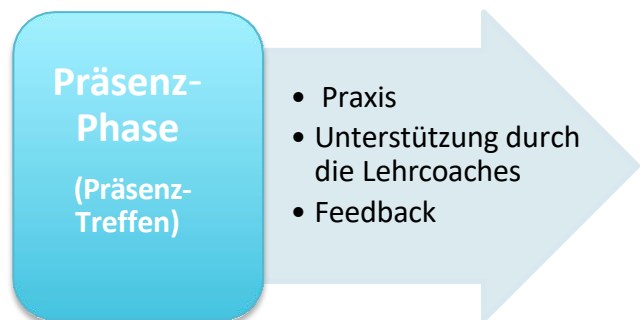 Präsenz-
Phase
(Präsenz-
Treffen)
• Praxis
• Unterstützung durch
die Lehrcoaches
• Feedback